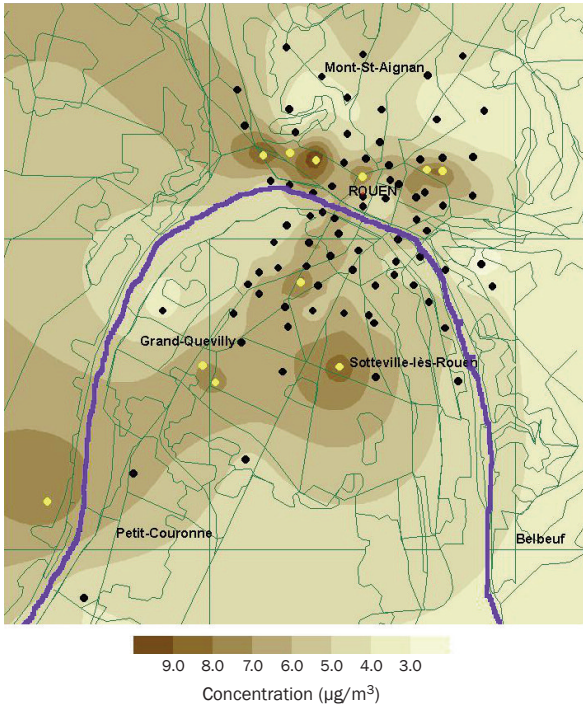 Mont-St-Aignan
ROUEN
Grand-Quevilly
Sotteville-lès-Rouen
Petit-Couronne
Belbeuf
9.0 8.0 7.0 6.0 5.0 4.0 3.0
Concentration (µg/m³)